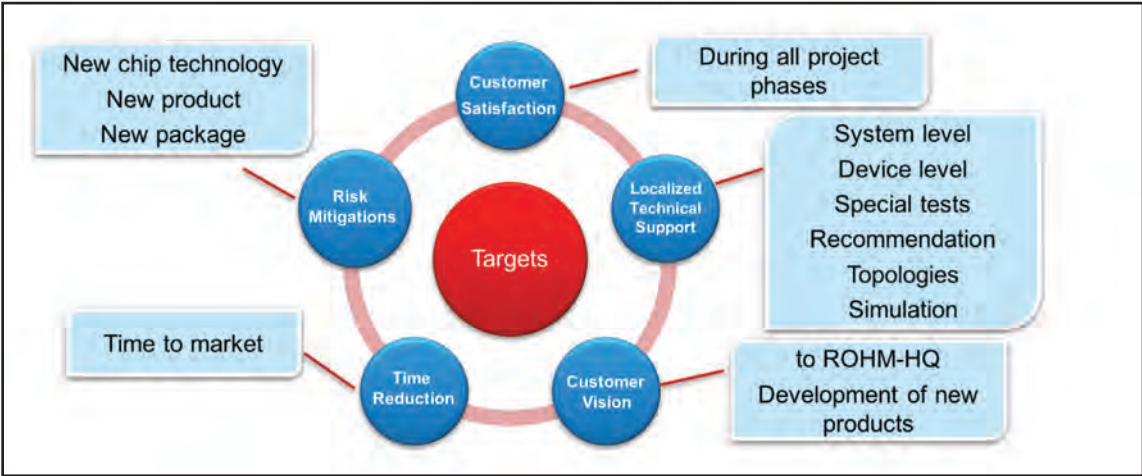 New chip technology
New product
New package
Customer
Satisfaction
During all project
phases
Risk
Mitigations
Localized
Technical
Support
System level
Device level
Special tests
Recommendation
Topologies
Simulation
Targets
Time to market
Time
Reduction
Customer
Vision
to ROHM-HQ
Development of new
products